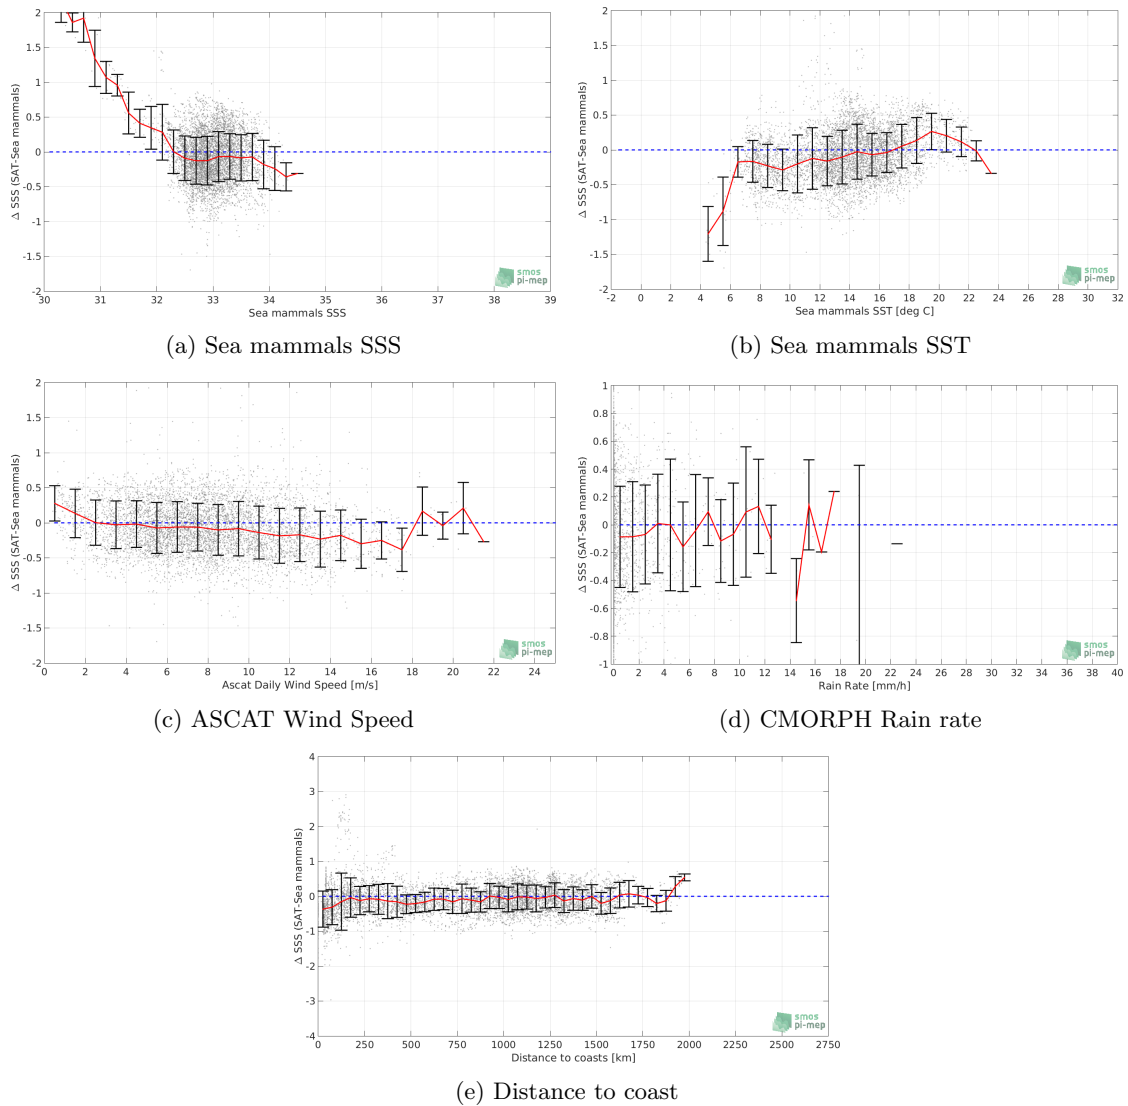 2
1.5
1
0.5
0
-0.5
-1
-1.5
-2
Δ SSS (SAT-Sea mammals)
30 31 32 33 34 35 36 37 38 39
Sea mammals SSS
smos
pi-mep
(a) Sea mammals SSS
2
1.5
1
0.5
0
-0.5
-1
-1.5
-2
Δ SSS (SAT-Sea mammals)
-2 0 2 4 6 8 10 12 14 16 18 20 22 24 26 28 30 32
Sea mammals SST [deg C]
smos
pi-mep
(b) Sea mammals SST
2
1.5
1
0.5
0
-0.5
-1
-1.5
-2
Δ SSS (SAT-Sea mammals)
0 2 4 6 8 10 12 14 16 18 20 22 24
Ascat Daily Wind Speed [m/s]
smos
pi-mep
(c) ASCAT Wind Speed
1
0.8
0.6
0.4
0.2
0
-0.2
-0.4
-0.6
-0.8
-1
Δ SSS (SAT-Sea mammals)
0 2 4 6 8 10 12 14 16 18 20 22 24 26 28 30 32 34 36 38 40
Rain Rate [mm/h]
smos
pi-mep
(d) CMORPH Rain rate
4
3
2
1
0
-1
-2
-3
-4
Δ SSS (SAT-Sea mammals)
0 250 500 750 1000 1250 1500 1750 2000 2250 2500 2750
Distance to coasts [km]
smos
pi-mep
(e) Distance to coast